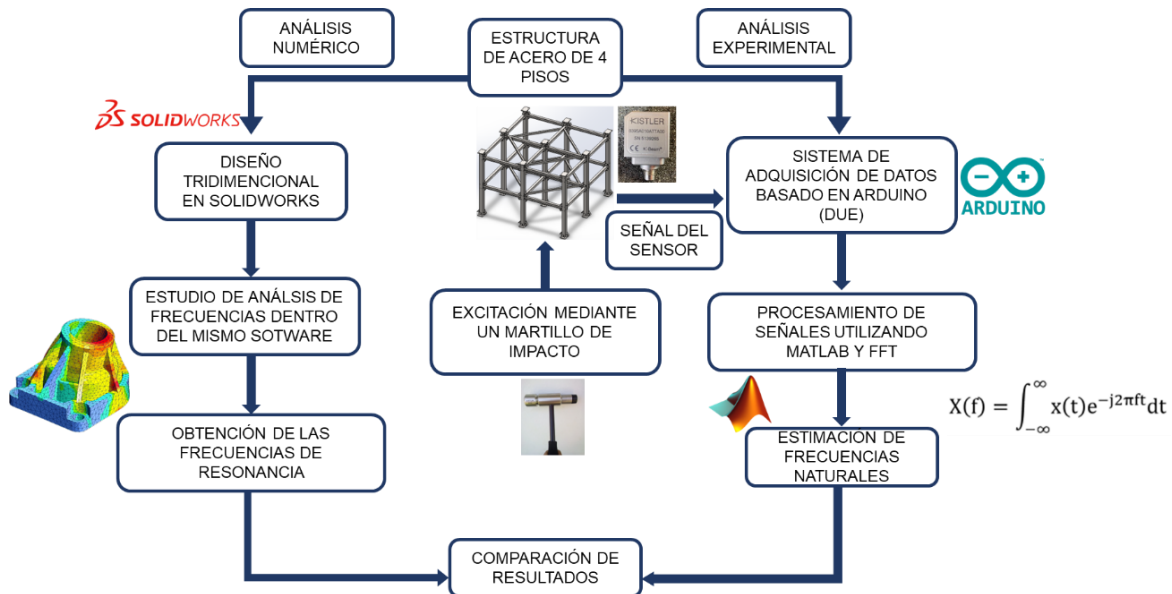 ANÁLISIS
NUMÉRICO
ESTRUCTURA
DE ACERO DE 4
PISOS
ANÁLISIS
EXPERIMENTAL
SOLIDWORKS
DISEÑO
TRIDIMENCIONAL
EN SOLIDWORKS
KISTLER
SEÑAL DEL
SENSOR
SISTEMA DE
ADQUISICIÓN DE DATOS
BASADO EN ARDUINO
(DUE)
ARDUINO
ESTUDIO DE ANÁLSIS DE
FRECUENCIAS DENTRO
DEL MISMO SOTWARE
EXCITACIÓN MEDIANTE
UN MARTILLO DE
IMPACTO
PROCESAMIENTO DE
SEÑALES UTILIZANDO
MATLAB Y FFT
X(f) = ∫_{-∞}^{∞} x(t)e^{-j2πft}dt
OBTENCIÓN DE LAS
FRECUENCIAS DE
RESONANCIA
ESTIMACIÓN DE
FRECUENCIAS
NATURALES
COMPARACIÓN DE
RESULTADOS